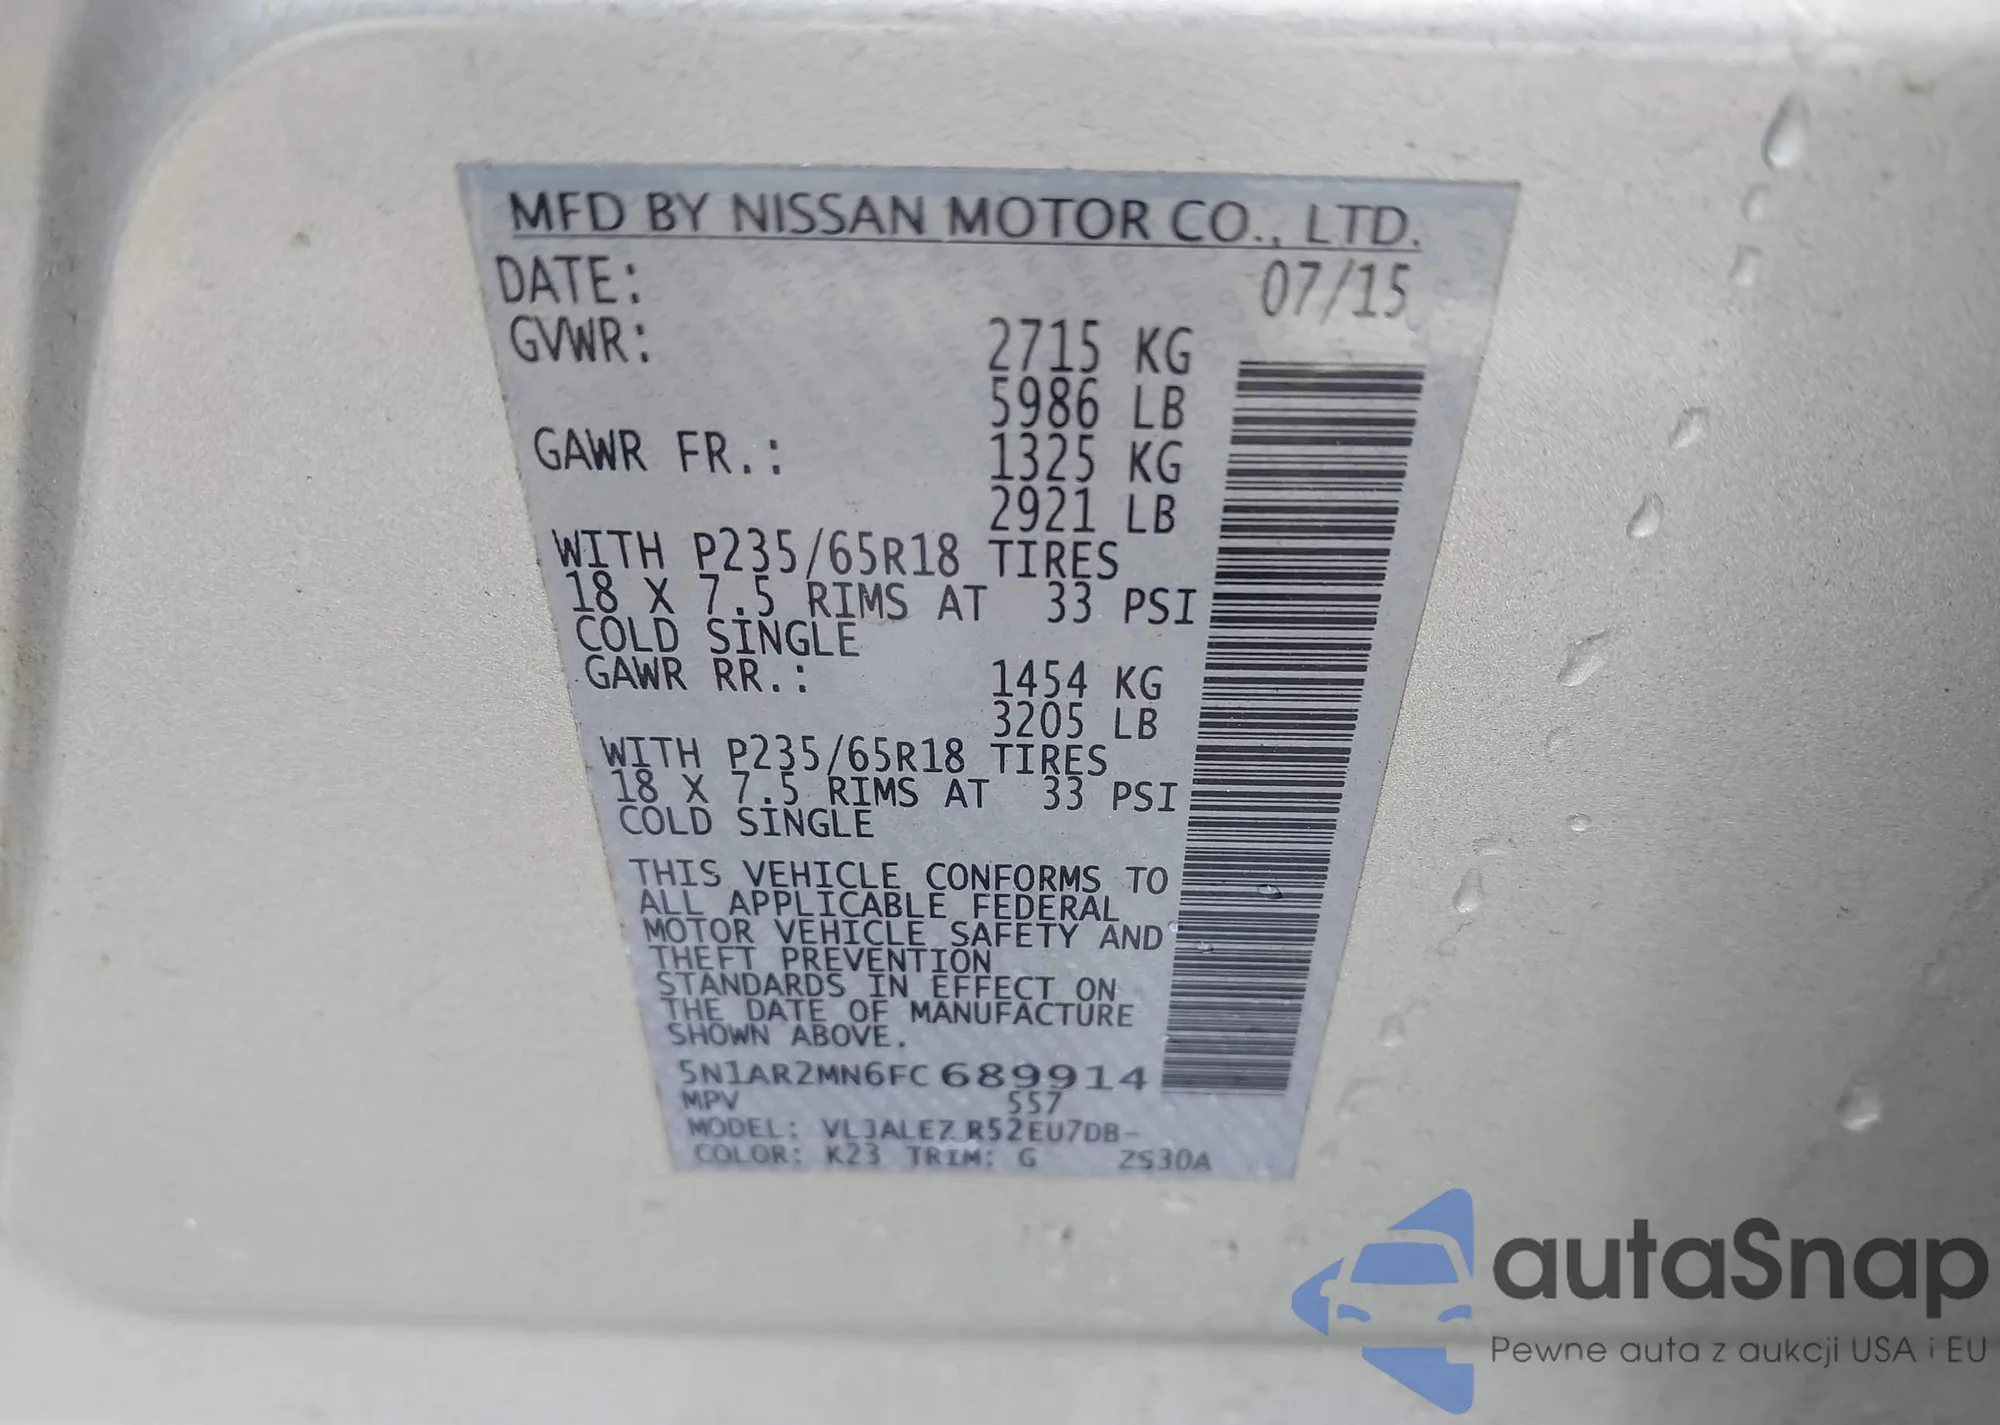 MFD BY NISSAN MOTOR CO., LTD.
DATE: 07/15
GVWR: 2715 KG
5986 LB
GAWR FR.: 1325 KG
2921 LB
WITH P235/65R18 TIRES
18 X 7.5 RIMS AT 33 PSI
COLD SINGLE
GAWR RR.: 1454 KG
3205 LB
WITH P235/65R18 TIRES
18 X 7.5 RIMS AT 33 PSI
COLD SINGLE
THIS VEHICLE CONFORMS TO
ALL APPLICABLE FEDERAL
MOTOR VEHICLE SAFETY AND
THEFT PREVENTION
STANDARDS IN EFFECT ON
THE DATE OF MANUFACTURE
SHOWN ABOVE.
5N1AR2MN6FC689914
MPV 557
MODEL: VLJALEZ R52EU7DB-
COLOR: K23 TRIM: G ZS30A
autaSnap
Pewne auta z aukcji USA i EU